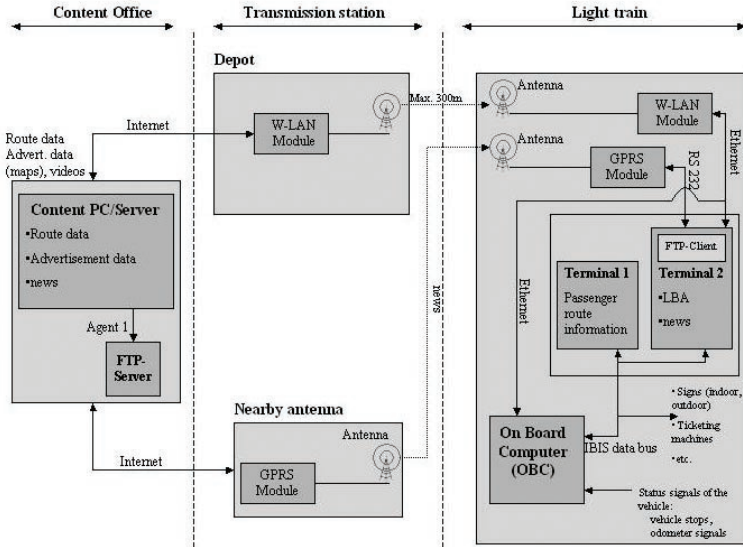 Content Office
Transmission station
Light train
Depot
Antenna
Max. 300m
W-LAN
Module
Internet
W-LAN
Module
Antenna
Route data
Advert. data
(maps), videos
GPRS
Module
RS 232
Ethernet
Content PC/Server
▪Route data
▪Advertisement data
▪news
FTP-Client
Terminal 1
Passenger
route
information
Terminal 2
▪LBA
▪news
news
Ethernet
Agent 1
FTP-
Server
Nearby antenna
Antenna
• Signs (indoor,
outdoor)
• Ticketing
machines
• etc.
On Board
Computer
(OBC)
IBIS data bus
Internet
GPRS
Module
Status signals of the
vehicle:
vehicle stops,
odometer signals